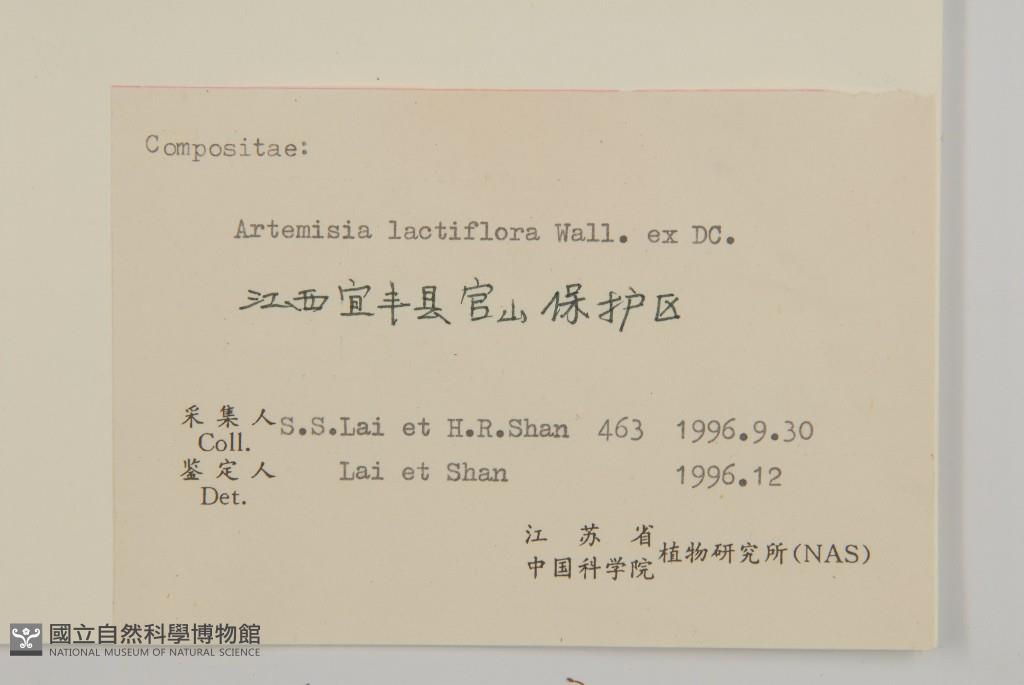 Compositae:
Artemisia lactiflora Wall. ex DC.
江西宜丰县官山保护区
采集人 S.S.Lai et H.R.Shan 463 1996.9.30
Coll.
鉴定人 Lai et Shan 1996.12
Det.
江苏省
中国科学院 植物研究所(NAS)
國立自然科學博物館
NATIONAL MUSEUM OF NATURAL SCIENCE